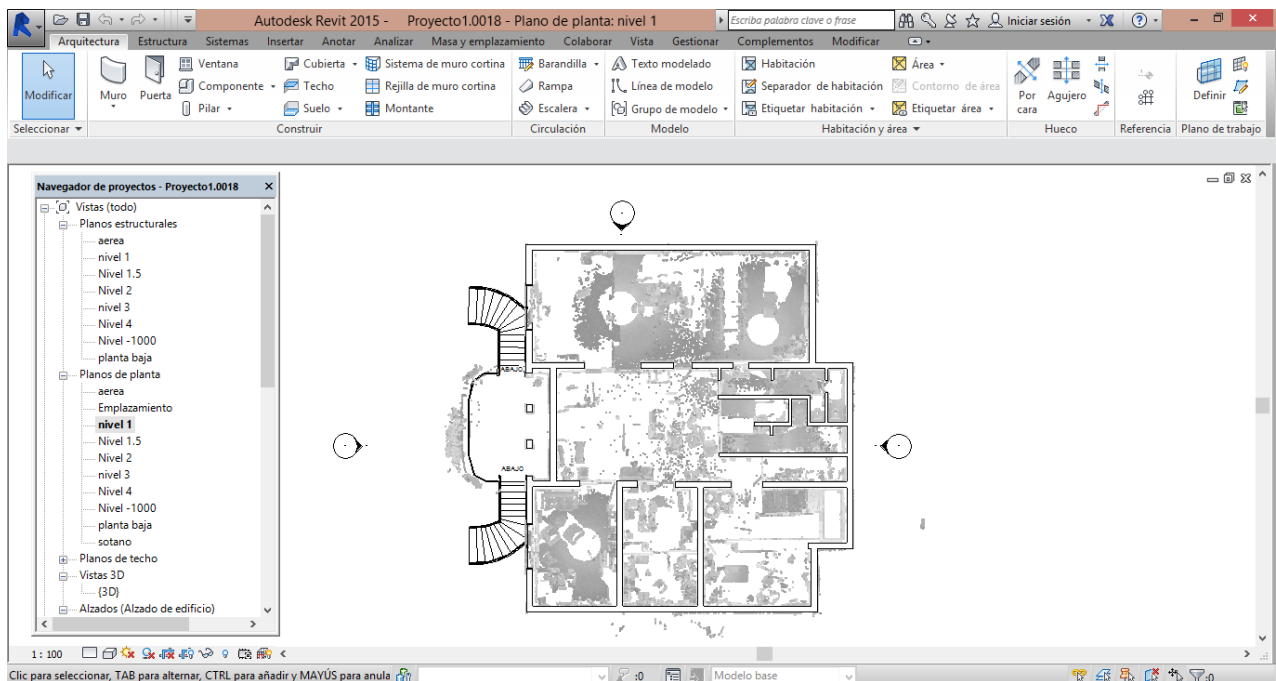 Autodesk Revit 2015 - Proyecto1.0018 - Plano de planta: nivel 1 Escriba palabra clave o frase Iniciar sesión
Arquitectura Estructura Sistemas Insertar Anotar Analizar Masa y emplazamiento Colaborar Vista Gestionar Complementos Modificar
Ventana Cubierta Sistema de muro cortina Barandilla Texto modelado Habitación Área
Modificar Muro Puerta Componente Techo Rejilla de muro cortina Rampa Línea de modelo Separador de habitación Contorno de área Por cara Agujero Definir
Pilar Suelo Montante Escalera Grupo de modelo Etiquetar habitación Etiquetar área
Seleccionar Construir Circulación Modelo Habitación y área Hueco Referencia Plano de trabajo
Navegador de proyectos - Proyecto1.0018
Vistas (todo)
Planos estructurales
aerea
nivel 1
Nivel 1.5
Nivel 2
nivel 3
Nivel 4
Nivel -1000
planta baja
Planos de planta
aerea
Emplazamiento
nivel 1
Nivel 1.5
Nivel 2
nivel 3
Nivel 4
Nivel -1000
planta baja
sotano
Planos de techo
Vistas 3D
{3D}
Alzados (Alzado de edificio)
ABAJO
ABAJO
1 : 100
Clic para seleccionar, TAB para alternar, CTRL para añadir y MAYÚS para anula :0 Modelo base :0